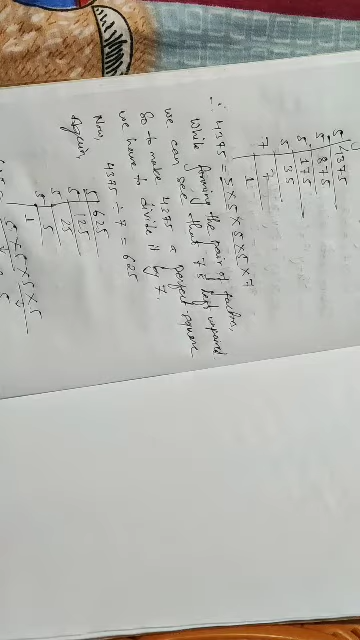 5 4375
5 875
5 175
5 35
7 7
1
∴ 4375 = 5 × 5 × 5 × 5 × 7
While forming the pair of factors,
we can see that 7 is left unpaired
So to make 4375 a perfect square
we have to divide it by 7.
Now, 4375 ÷ 7 = 625
Again,
5 625
5 125
5 25
5 5
1
5 × 5 × 5 × 5